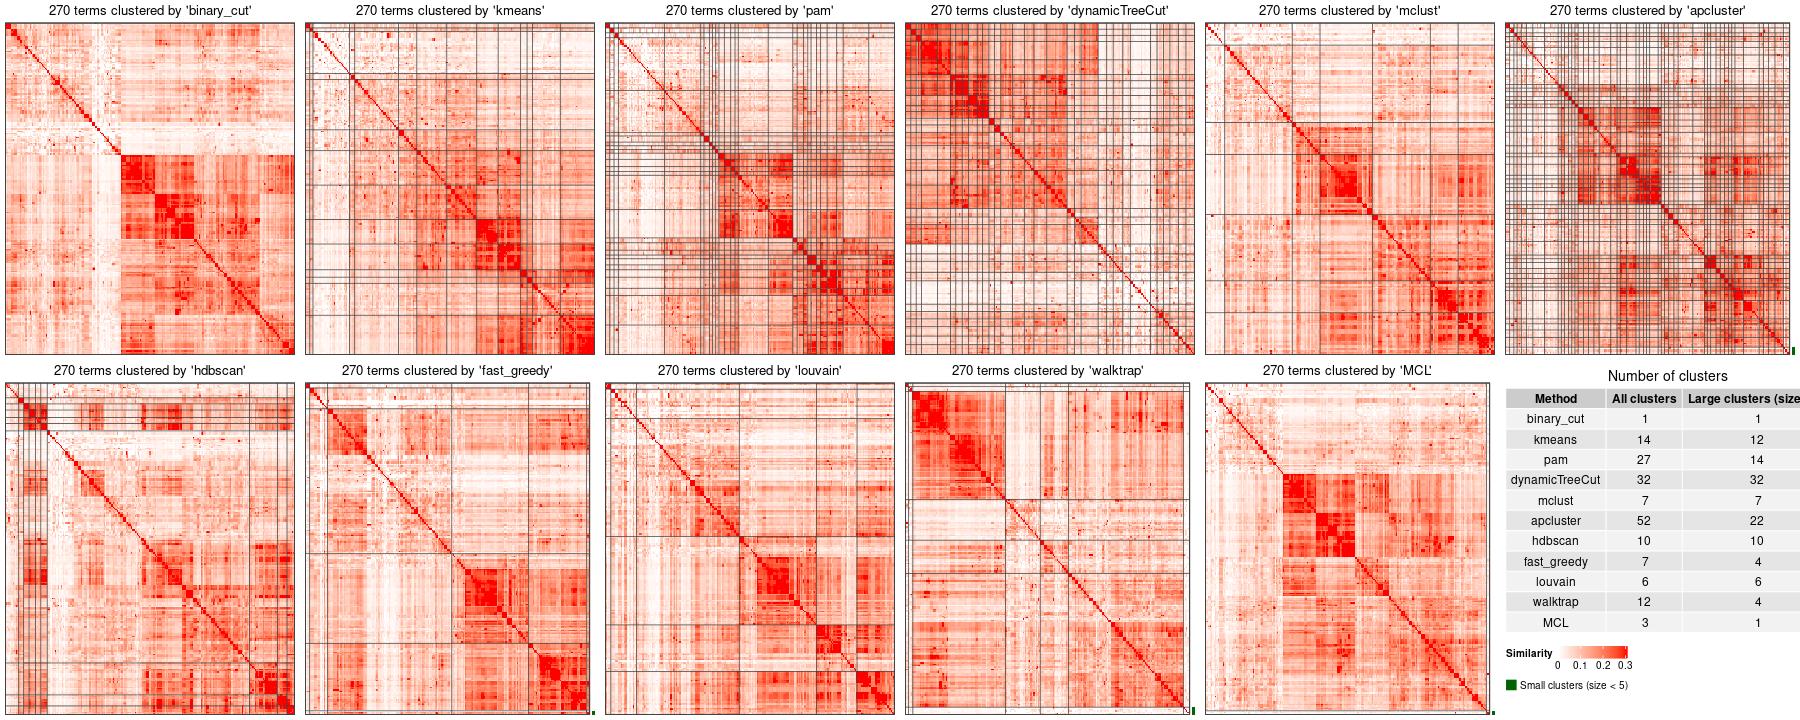 270 terms clustered by 'binary_cut'
270 terms clustered by 'kmeans'
270 terms clustered by 'pam'
270 terms clustered by 'dynamicTreeCut'
270 terms clustered by 'mclust'
270 terms clustered by 'apcluster'
270 terms clustered by 'hdbscan'
270 terms clustered by 'fast_greedy'
270 terms clustered by 'louvain'
270 terms clustered by 'walktrap'
270 terms clustered by 'MCL'
Number of clusters
Method All clusters Large clusters (size
binary_cut 1 1
kmeans 14 12
pam 27 14
dynamicTreeCut 32 32
mclust 7 7
apcluster 52 22
hdbscan 10 10
fast_greedy 7 4
louvain 6 6
walktrap 12 4
MCL 3 1
Similarity
0 0.1 0.2 0.3
Small clusters (size < 5)